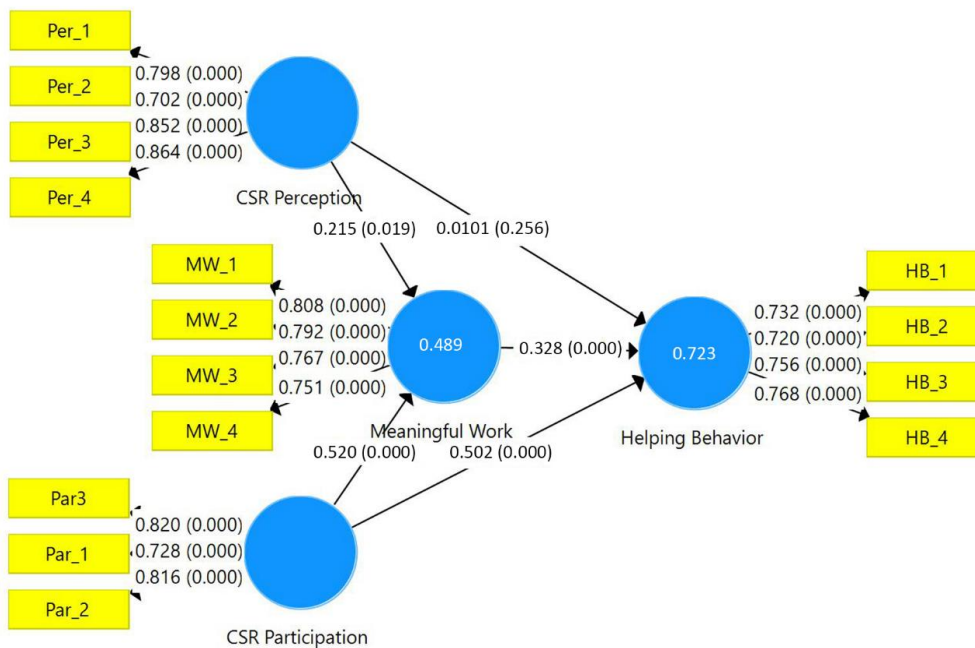 Per_1
Per_2
Per_3
Per_4
0.798 (0.000)
0.702 (0.000)
0.852 (0.000)
0.864 (0.000)
CSR Perception
0.215 (0.019)
0.0101 (0.256)
MW_1
MW_2
MW_3
MW_4
0.808 (0.000)
0.792 (0.000)
0.767 (0.000)
0.751 (0.000)
0.489
Meaningful Work
0.328 (0.000)
0.723
Helping Behavior
0.732 (0.000)
0.720 (0.000)
0.756 (0.000)
0.768 (0.000)
HB_1
HB_2
HB_3
HB_4
0.520 (0.000)
0.502 (0.000)
Par3
Par_1
Par_2
0.820 (0.000)
0.728 (0.000)
0.816 (0.000)
CSR Participation